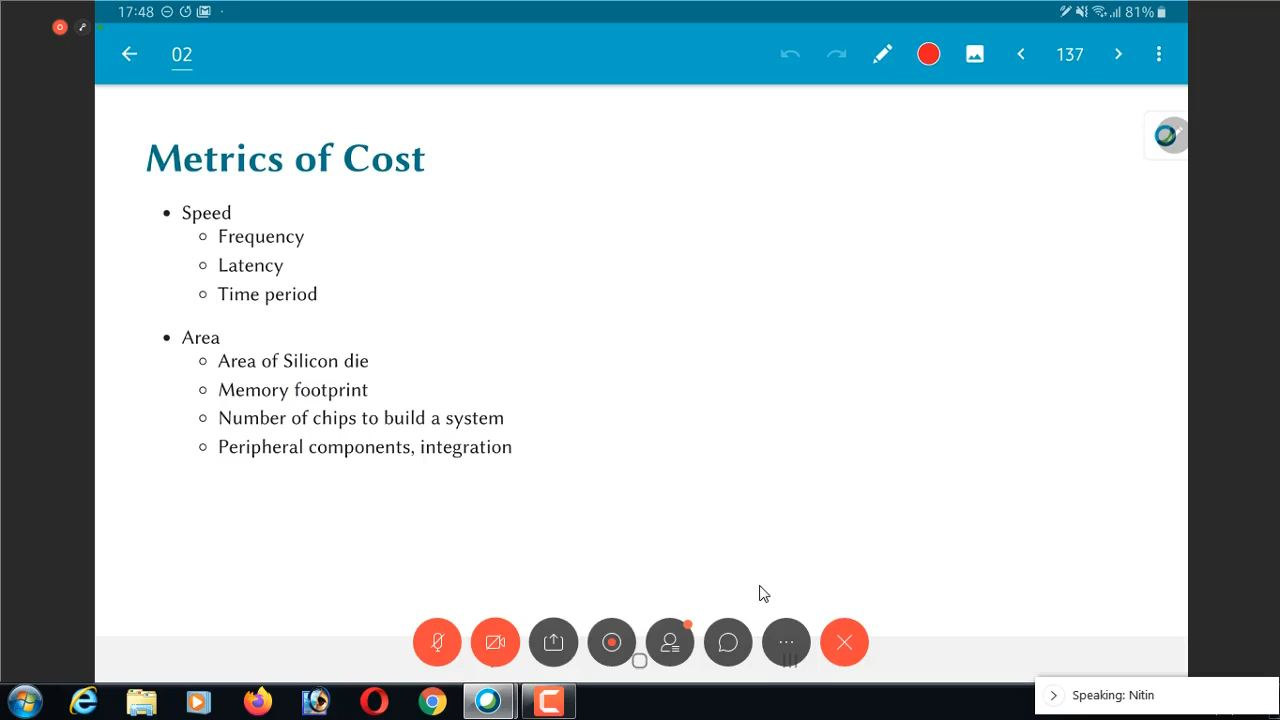 17:48
81%
02
137
Metrics of Cost
• Speed
○ Frequency
○ Latency
○ Time period
• Area
○ Area of Silicon die
○ Memory footprint
○ Number of chips to build a system
○ Peripheral components, integration
Speaking: Nitin